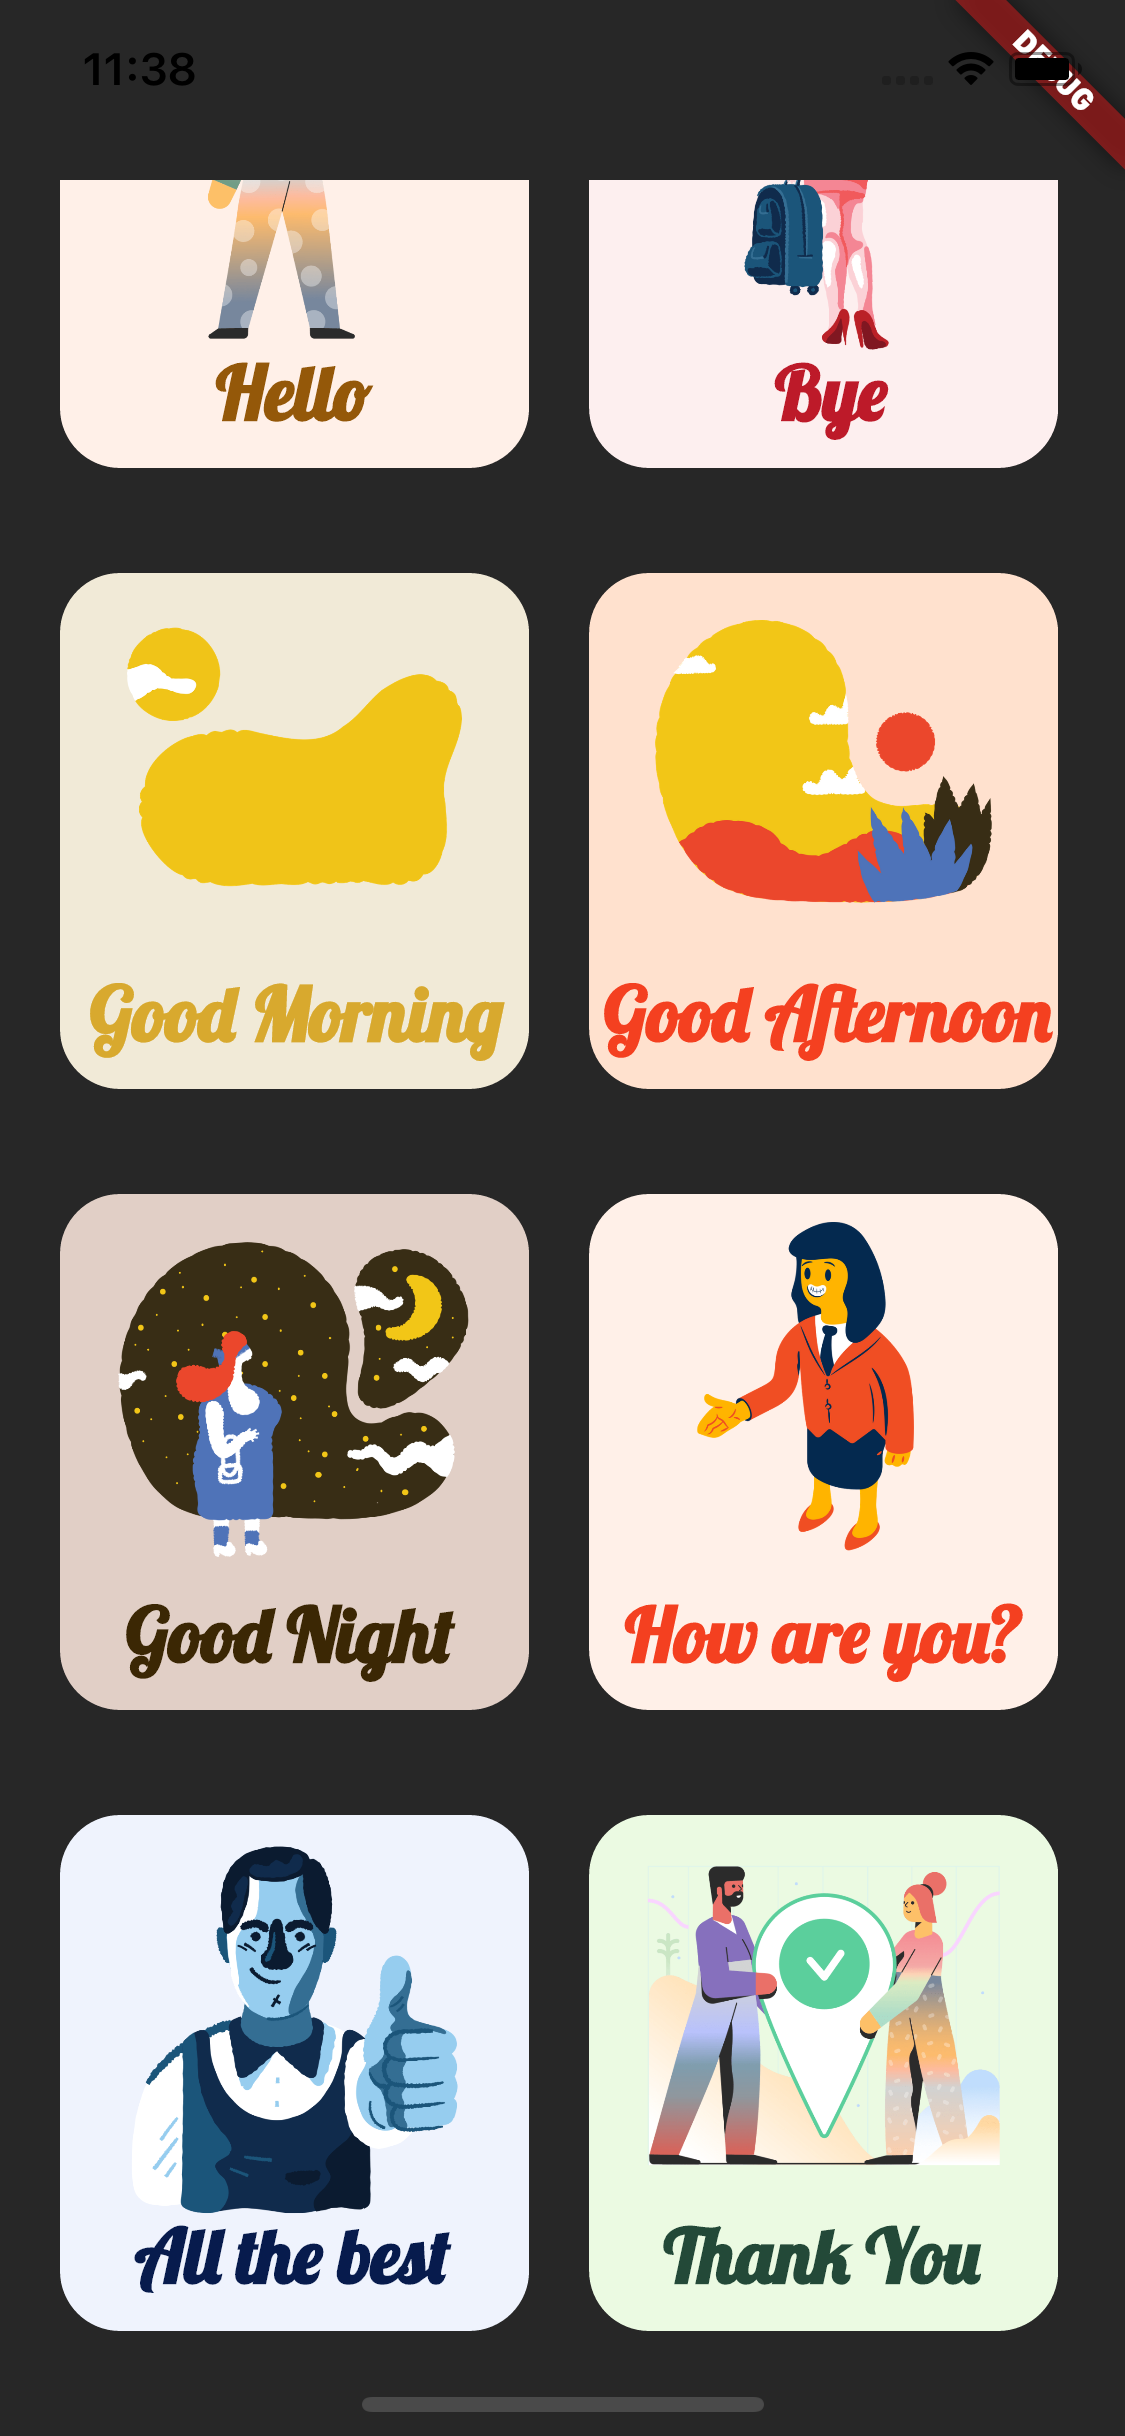 11:38
DEBUG
Hello
Bye
Good Morning
Good Afternoon
Good Night
How are you?
All the best
Thank You